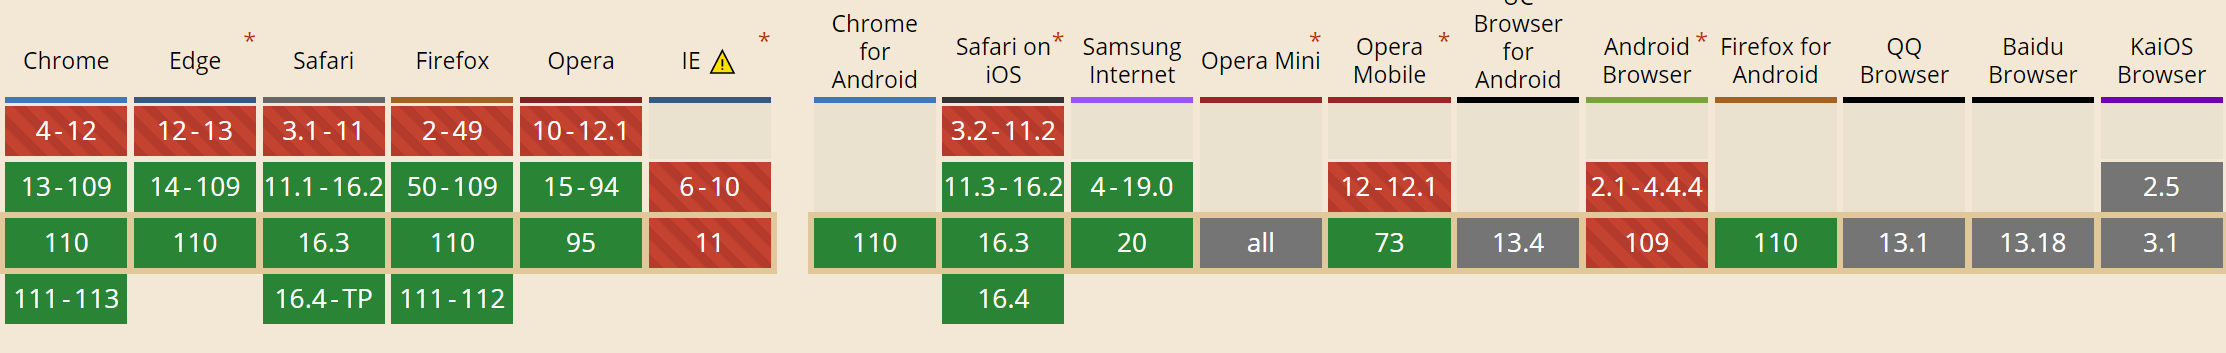 Chrome
Edge *
Safari
Firefox
Opera
IE *
Chrome
for
Android
Safari on *
iOS
Samsung
Internet
Opera Mini *
Opera *
Mobile
UC
Browser
for
Android
Android *
Browser
Firefox for
Android
QQ
Browser
Baidu
Browser
KaiOS
Browser
4-12 12-13 3.1-11 2-49 10-12.1 3.2-11.2
13-109 14-109 11.1-16.2 50-109 15-94 6-10 11.3-16.2 4-19.0 12-12.1 2.1-4.4.4 2.5
110 110 16.3 110 95 11 110 16.3 20 all 73 13.4 109 110 13.1 13.18 3.1
111-113 16.4-TP 111-112 16.4